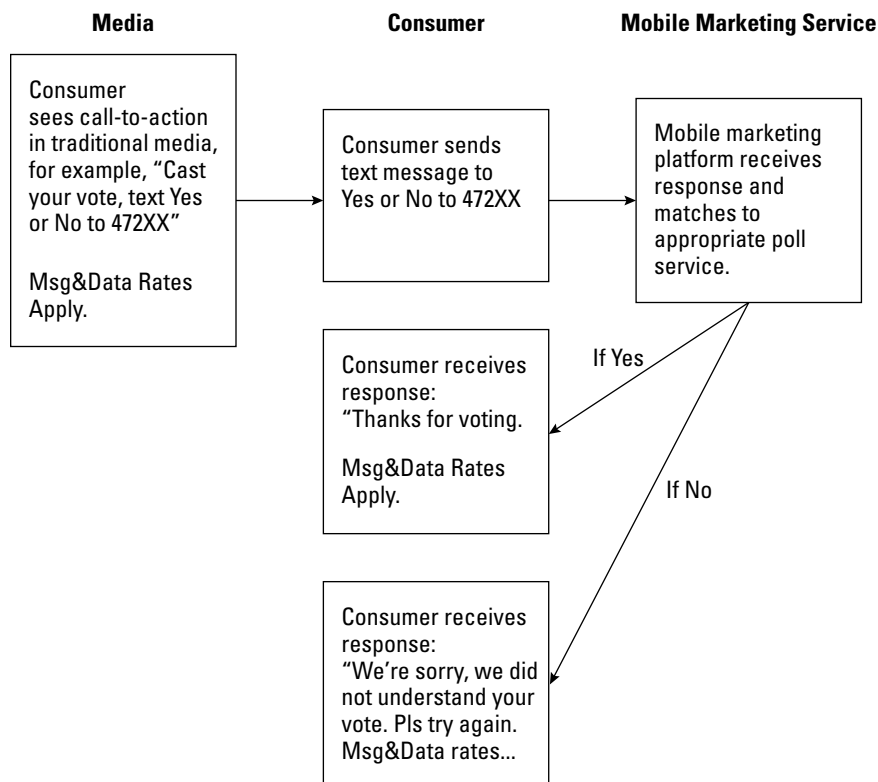 Media
Consumer
Mobile Marketing Service
Consumer
sees call-to-action
in traditional media,
for example, “Cast
your vote, text Yes
or No to 472XX”
Msg&Data Rates
Apply.
Consumer sends
text message to
Yes or No to 472XX
Mobile marketing
platform receives
response and
matches to
appropriate poll
service.
If Yes
Consumer receives
response:
“Thanks for voting.
Msg&Data Rates
Apply.
If No
Consumer receives
response:
“We’re sorry, we did
not understand your
vote. Pls try again.
Msg&Data rates...